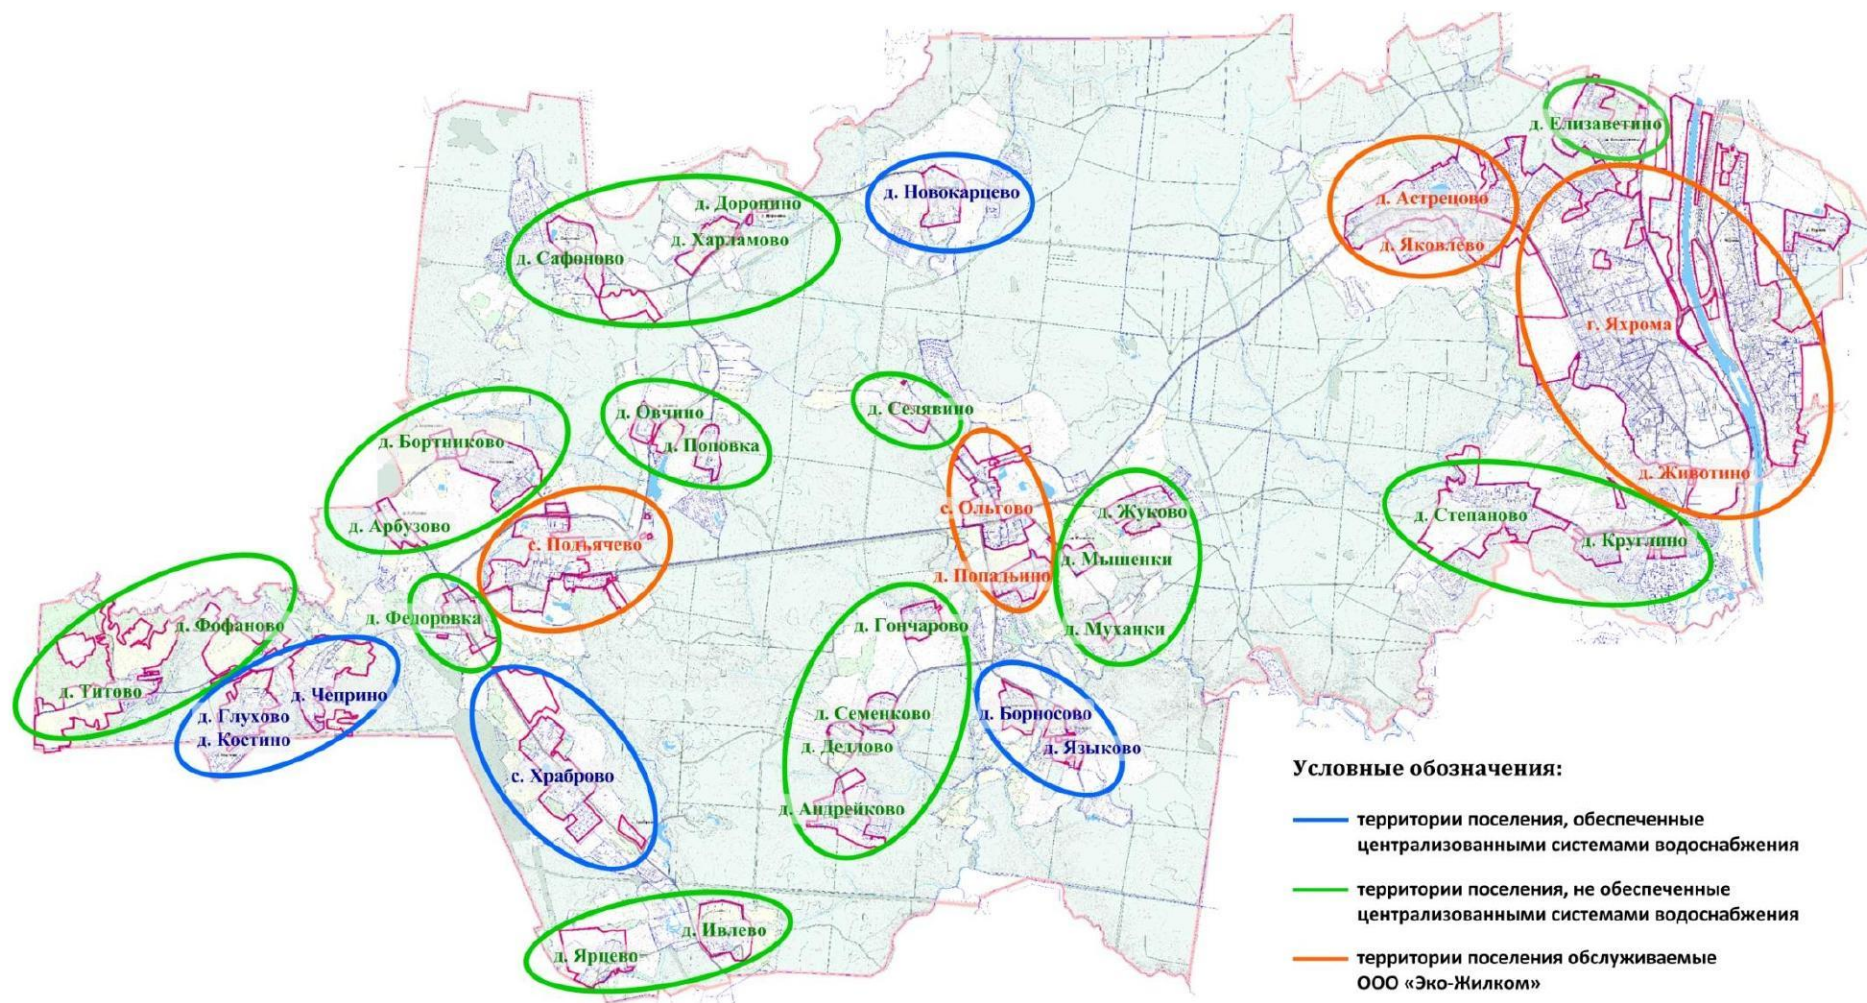 д. Елизаветино
д. Новокарцево
д. Астрецово
д. Доронино
д. Харламово
д. Яковлево
д. Сафоново
г. Яхрома
д. Селявино
д. Овчино
д. Бортниково
д. Поповка
д. Животино
с. Ольгово
д. Жуково
д. Степаново
д. Арбузово
с. Подъячево
д. Круглино
д. Мышенки
д. Попадьино
д. Федоровка
д. Фофаново
д. Гончарово
д. Муханки
д. Титово
д. Чеприно
д. Глухово
д. Костино
д. Семенково
д. Борносово
д. Дедлово
д. Языково
с. Храброво
д. Андрейково
д. Ивлево
д. Ярцево
Условные обозначения:
территории поселения, обеспеченные
централизованными системами водоснабжения
территории поселения, не обеспеченные
централизованными системами водоснабжения
территории поселения обслуживаемые
ООО «Эко-Жилком»